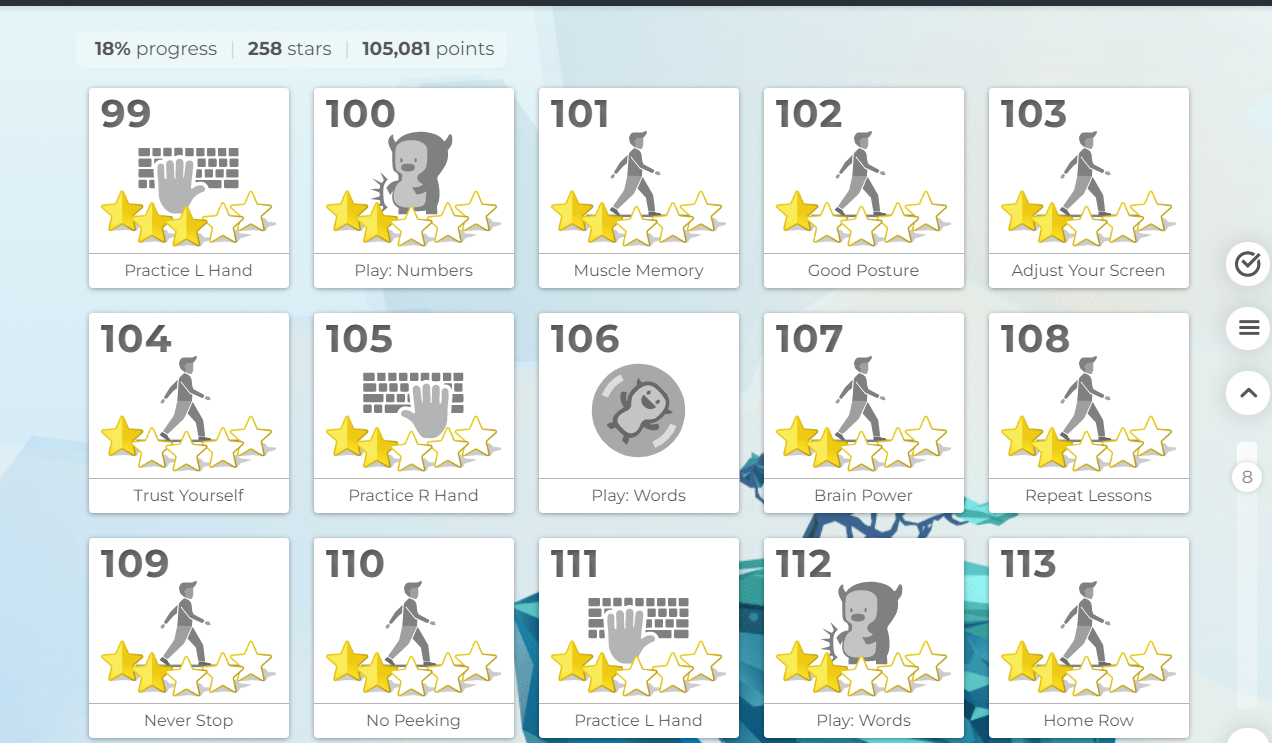 18% progress | 258 stars | 105,081 points
99
100
101
102
103
Practice L Hand
Play: Numbers
Muscle Memory
Good Posture
Adjust Your Screen
104
105
106
107
108
Trust Yourself
Practice R Hand
Play: Words
Brain Power
Repeat Lessons
8
109
110
111
112
113
Never Stop
No Peeking
Practice L Hand
Play: Words
Home Row